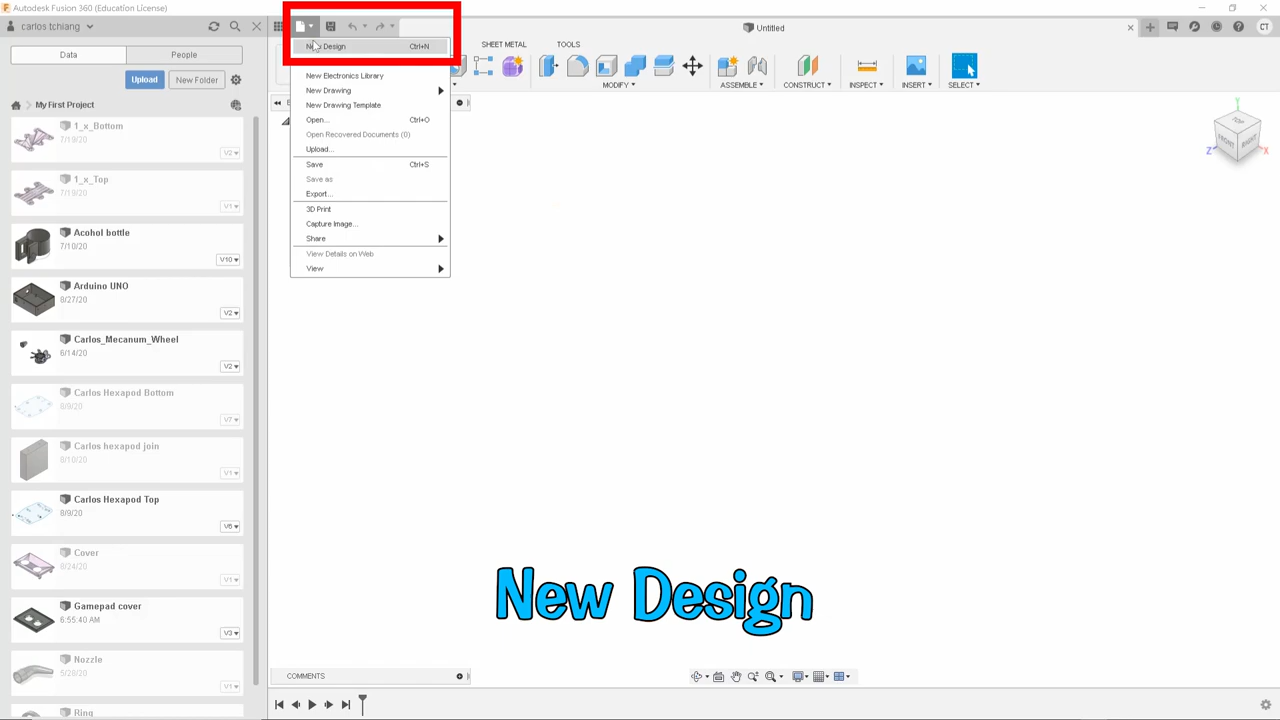 Autodesk Fusion 360 (Education License)
carlos tchiang
Untitled
CT
Data
People
Upload
New Folder
My First Project
1_x_Bottom
7/19/20
V2
1_x_Top
7/19/20
V1
Acohol bottle
7/10/20
V10
Arduino UNO
8/27/20
V2
Carlos_Mecanum_Wheel
6/14/20
V2
Carlos Hexapod Bottom
8/9/20
V7
Carlos hexapod join
8/10/20
V1
Carlos Hexapod Top
8/9/20
V6
Cover
8/24/20
V1
Gamepad cover
6:55:40 AM
V3
Nozzle
5/28/20
V1
Ring
New Design Ctrl+N
New Electronics Library
New Drawing
New Drawing Template
Open... Ctrl+O
Open Recovered Documents (0)
Upload...
Save Ctrl+S
Save as
Export...
3D Print
Capture Image...
Share
View Details on Web
View
SHEET METAL TOOLS
MODIFY ASSEMBLE CONSTRUCT INSPECT INSERT SELECT
Y
TOP
FRONT RIGHT
Z X
New Design
COMMENTS